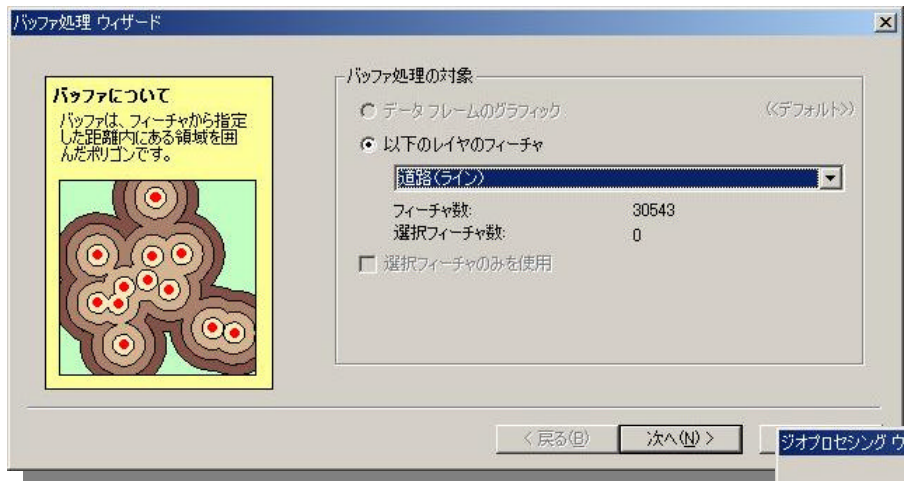 バッファ処理 ウィザード
バッファについて
バッファは、フィーチャから指定
した距離内にある領域を囲
んだポリゴンです。
バッファ処理の対象
データ フレームのグラフィック
《デフォルト》
以下のレイヤのフィーチャ
道路(ライン)
フィーチャ数: 30543
選択フィーチャ数: 0
選択フィーチャのみを使用
< 戻る(B)
次へ(N) >
ジオプロセシング ウ